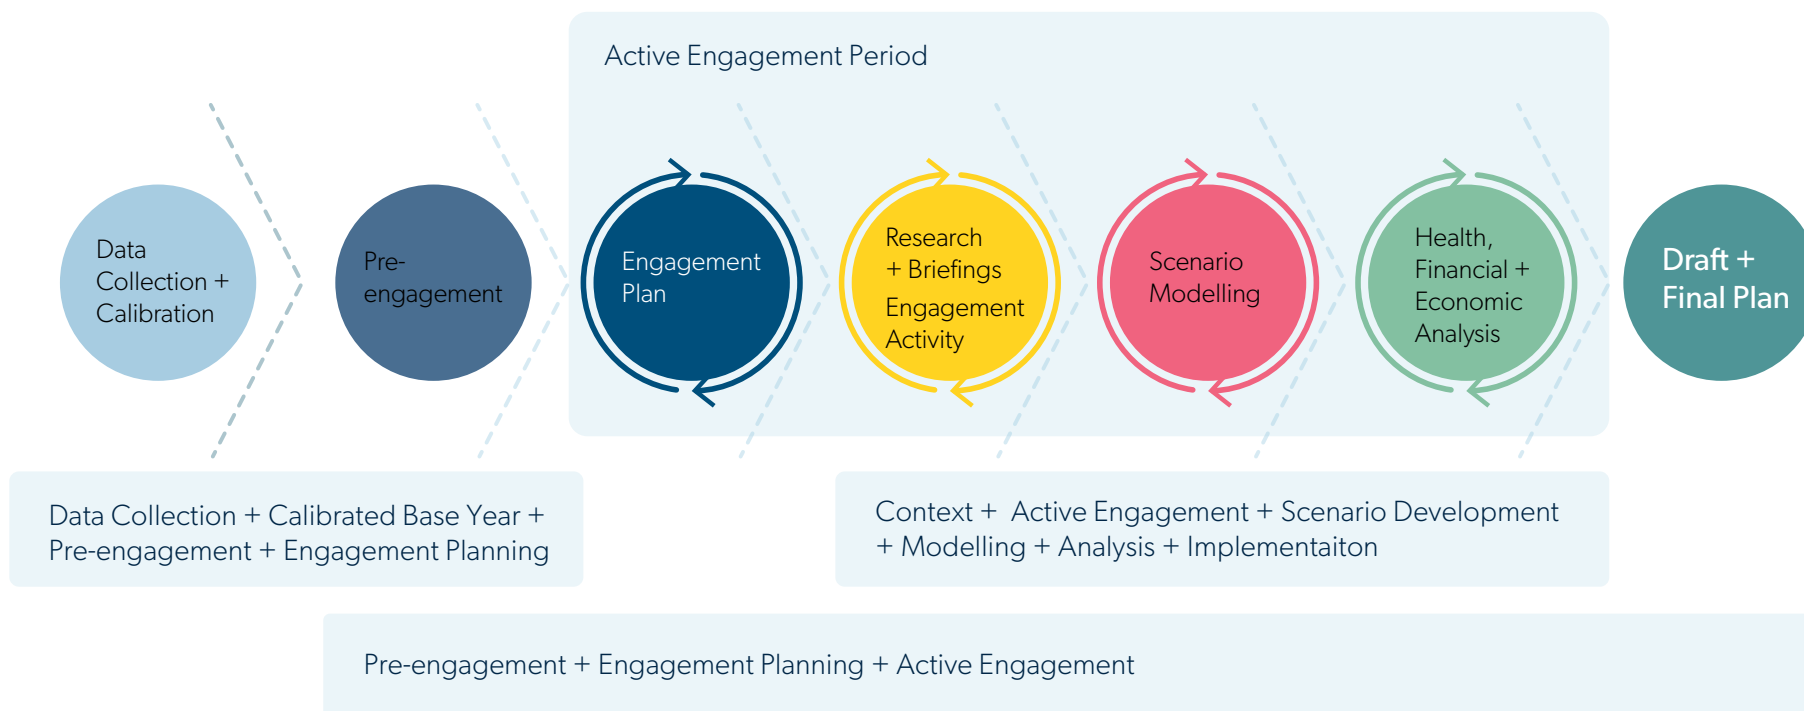 Active Engagement Period
Data
Collection +
Calibration
Pre-
engagement
Engagement
Plan
Research
+ Briefings
Engagement
Activity
Scenario
Modelling
Health,
Financial +
Economic
Analysis
Draft +
Final Plan
Data Collection + Calibrated Base Year +
Pre-engagement + Engagement Planning
Context + Active Engagement + Scenario Development
+ Modelling + Analysis + Implementaiton
Pre-engagement + Engagement Planning + Active Engagement